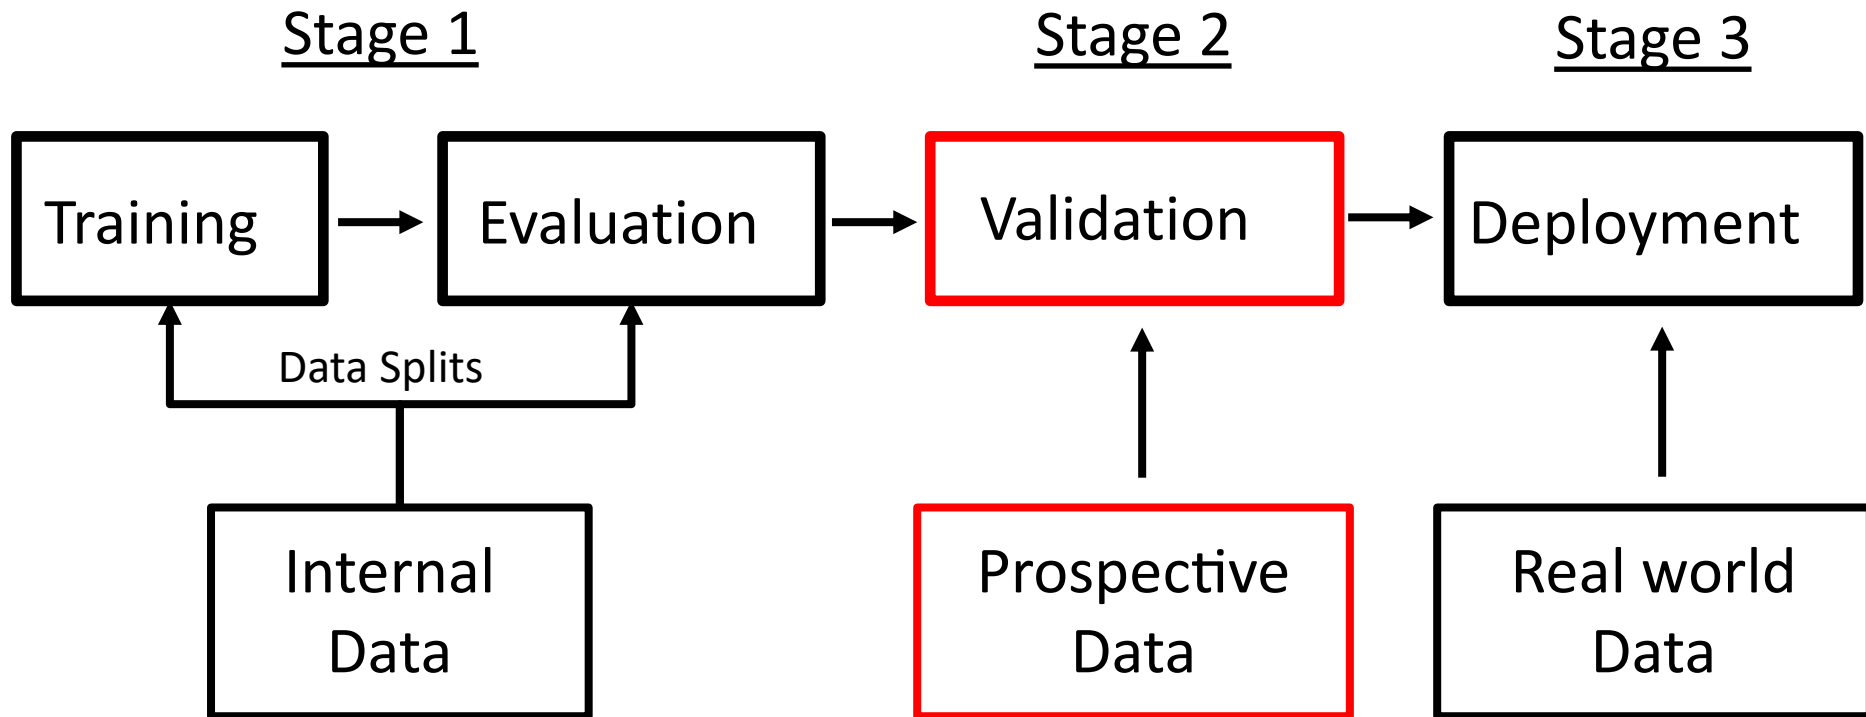 Stage 1
Stage 2
Stage 3
Training
Evaluation
Validation
Deployment
Data Splits
Internal
Data
Prospective
Data
Real world
Data